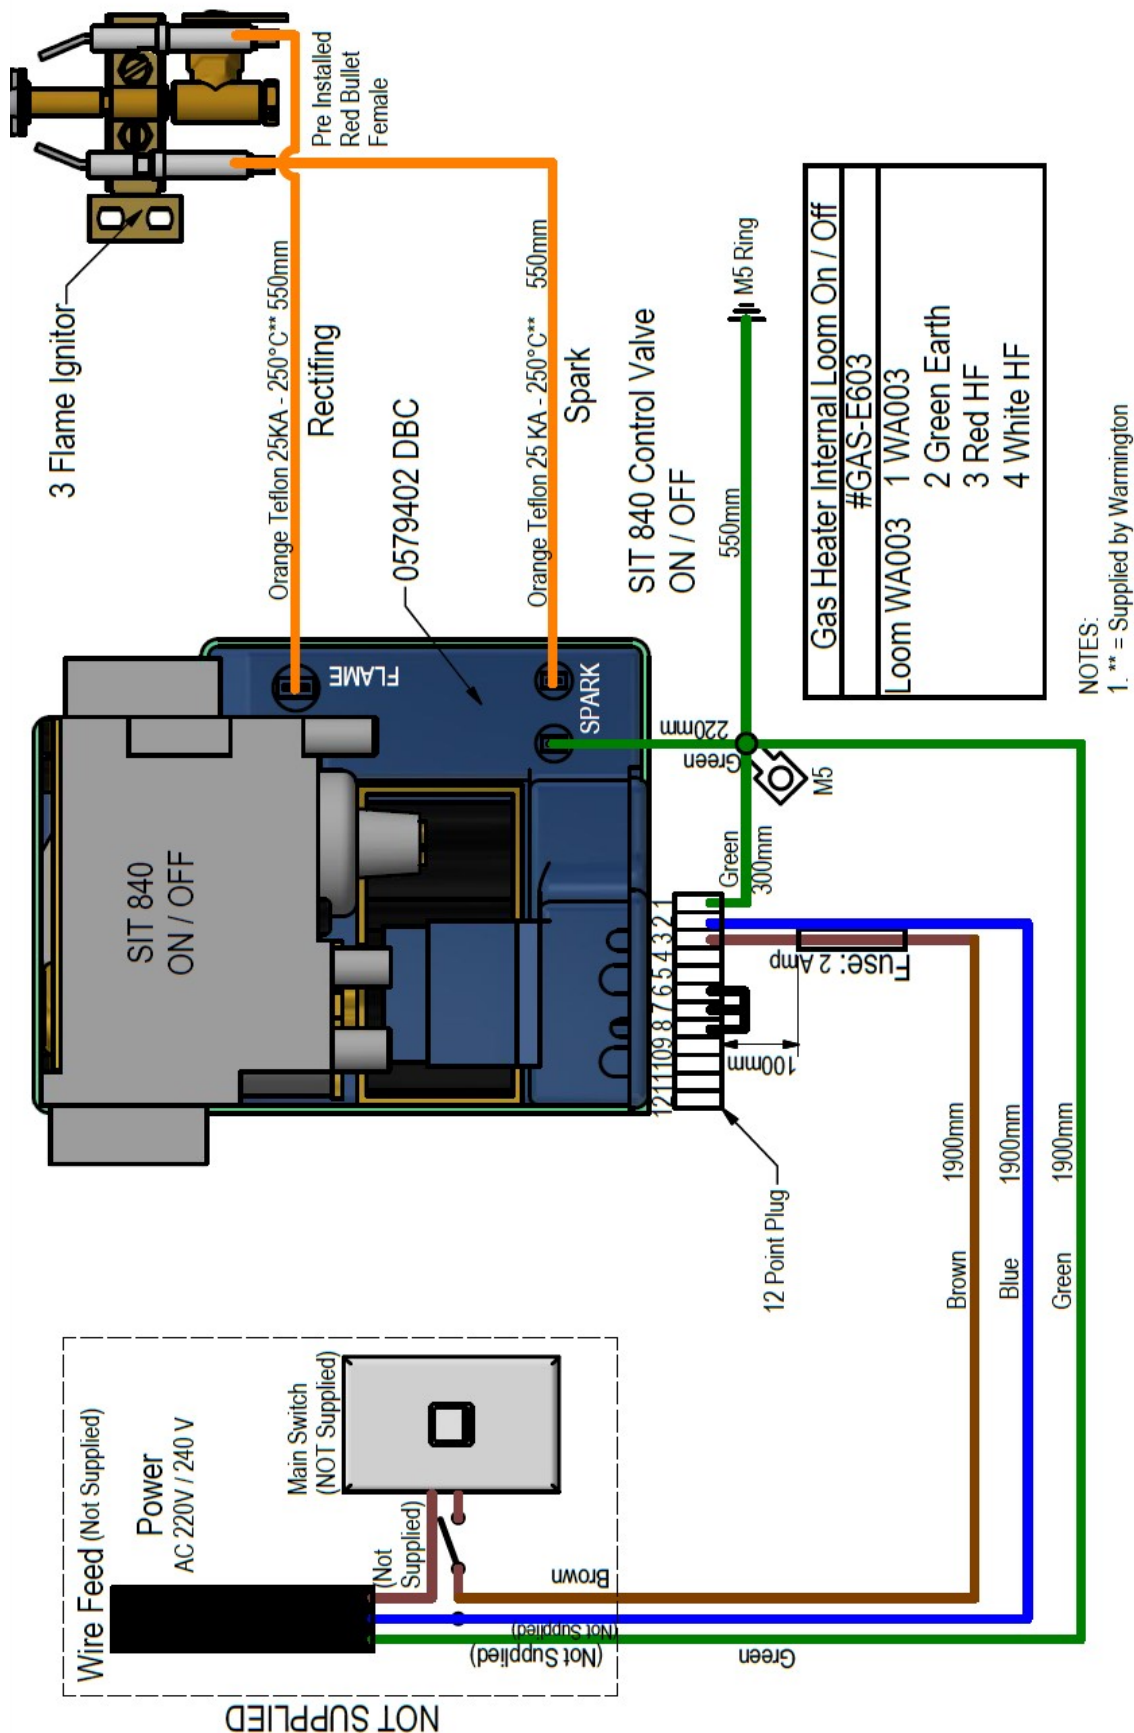 3 Flame Ignitor
Pre Installed
Red Bullet
Female
Orange Teflon 25KA - 250°C** 550mm
Rectifing
Orange Teflon 25 KA - 250°C** 550mm
Spark
0579402 DBC
SIT 840 Control Valve
ON / OFF
SIT 840
ON / OFF
FLAME
SPARK
Green
220mm
550mm
M5 Ring
M5
Green
300mm
12 11 10 9 8 7 6 5 4 3 2 1
Fuse: 2 Amp
100mm
12 Point Plug
Wire Feed (Not Supplied)
Power
AC 220V / 240 V
Main Switch
(NOT Supplied)
(Not
Supplied)
Brown
(Not Supplied)
(Not Supplied)
Green
NOT SUPPLIED
Brown 1900mm
Blue 1900mm
Green 1900mm
Gas Heater Internal Loom On / Off
#GAS-E603
Loom WA003 1 WA003
2 Green Earth
3 Red HF
4 White HF
NOTES:
1. ** = Supplied by Warmington